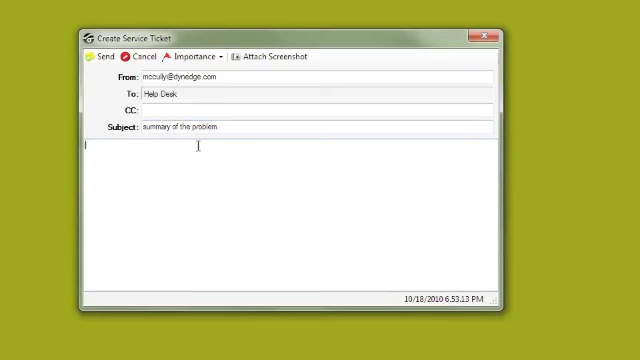 Create Service Ticket
Send Cancel Importance Attach Screenshot
From: mccully@dynedge.com
To: Help Desk
CC:
Subject: summary of the problem
10/18/2010 6.53.13 PM